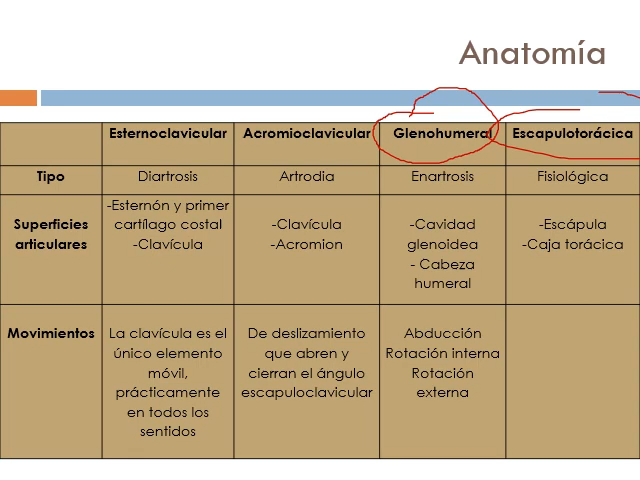 Anatomía
Esternoclavicular
Acromioclavicular
Glenohumeral
Escapulotorácica
Tipo
Diartrosis
Artrodia
Enartrosis
Fisiológica
Superficies
articulares
-Esternón y primer
cartílago costal
-Clavícula
-Clavícula
-Acromion
-Cavidad
glenoidea
- Cabeza
humeral
-Escápula
-Caja torácica
Movimientos
La clavícula es el
único elemento
móvil,
prácticamente
en todos los
sentidos
De deslizamiento
que abren y
cierran el ángulo
escapuloclavicular
Abducción
Rotación interna
Rotación
externa